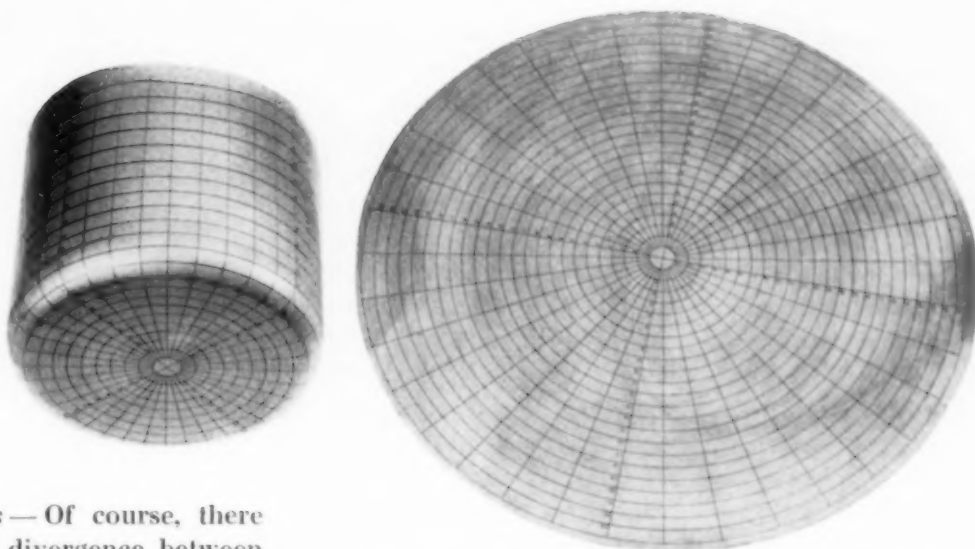 — Of course, there
divergence between